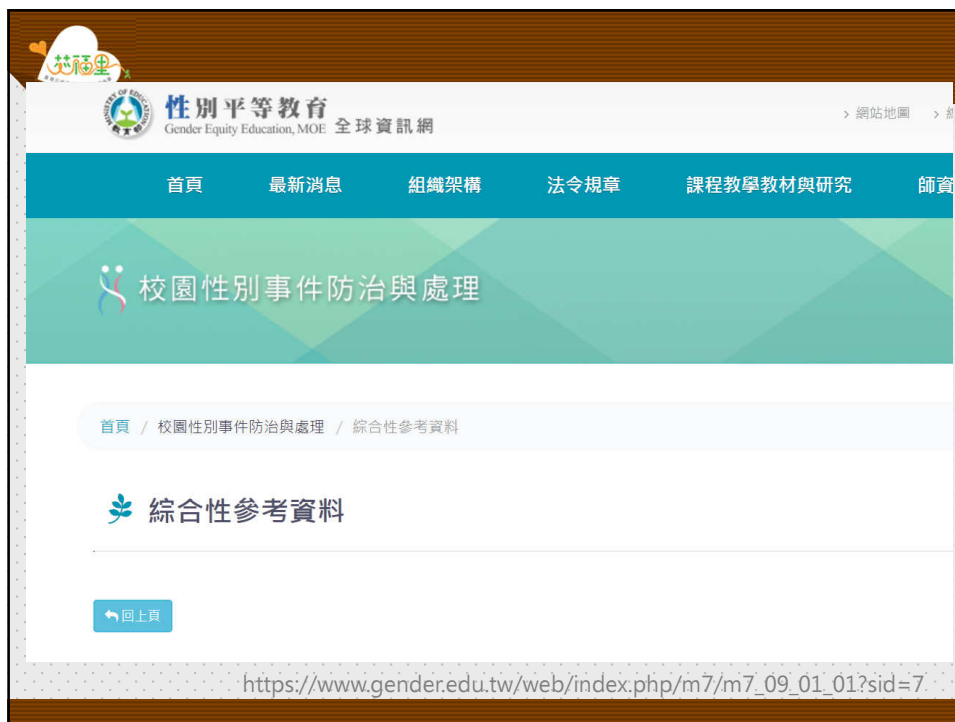 芯福里
性別平等教育
Gender Equity Education, MOE 全球資訊網
> 網站地圖 >
首頁 最新消息 組織架構 法令規章 課程教學教材與研究 師資
校園性別事件防治與處理
首頁 / 校園性別事件防治與處理 / 綜合性參考資料
綜合性參考資料
回上頁
https://www.gender.edu.tw/web/index.php/m7/m7_09_01_01?sid=7